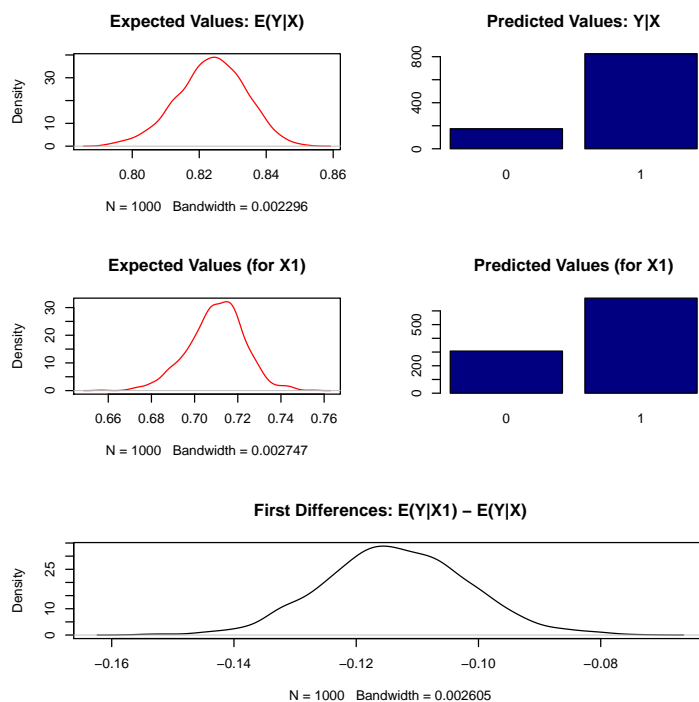 Expected Values: E(Y|X)
Density
0 10 30
0.80 0.82 0.84 0.86
N = 1000 Bandwidth = 0.002296
Predicted Values: Y|X
0 400 800
0 1
Expected Values (for X1)
Density
0 10 20 30
0.66 0.68 0.70 0.72 0.74 0.76
N = 1000 Bandwidth = 0.002747
Predicted Values (for X1)
0 200 500
0 1
First Differences: E(Y|X1) − E(Y|X)
Density
0 10 25
−0.16 −0.14 −0.12 −0.10 −0.08
N = 1000 Bandwidth = 0.002605